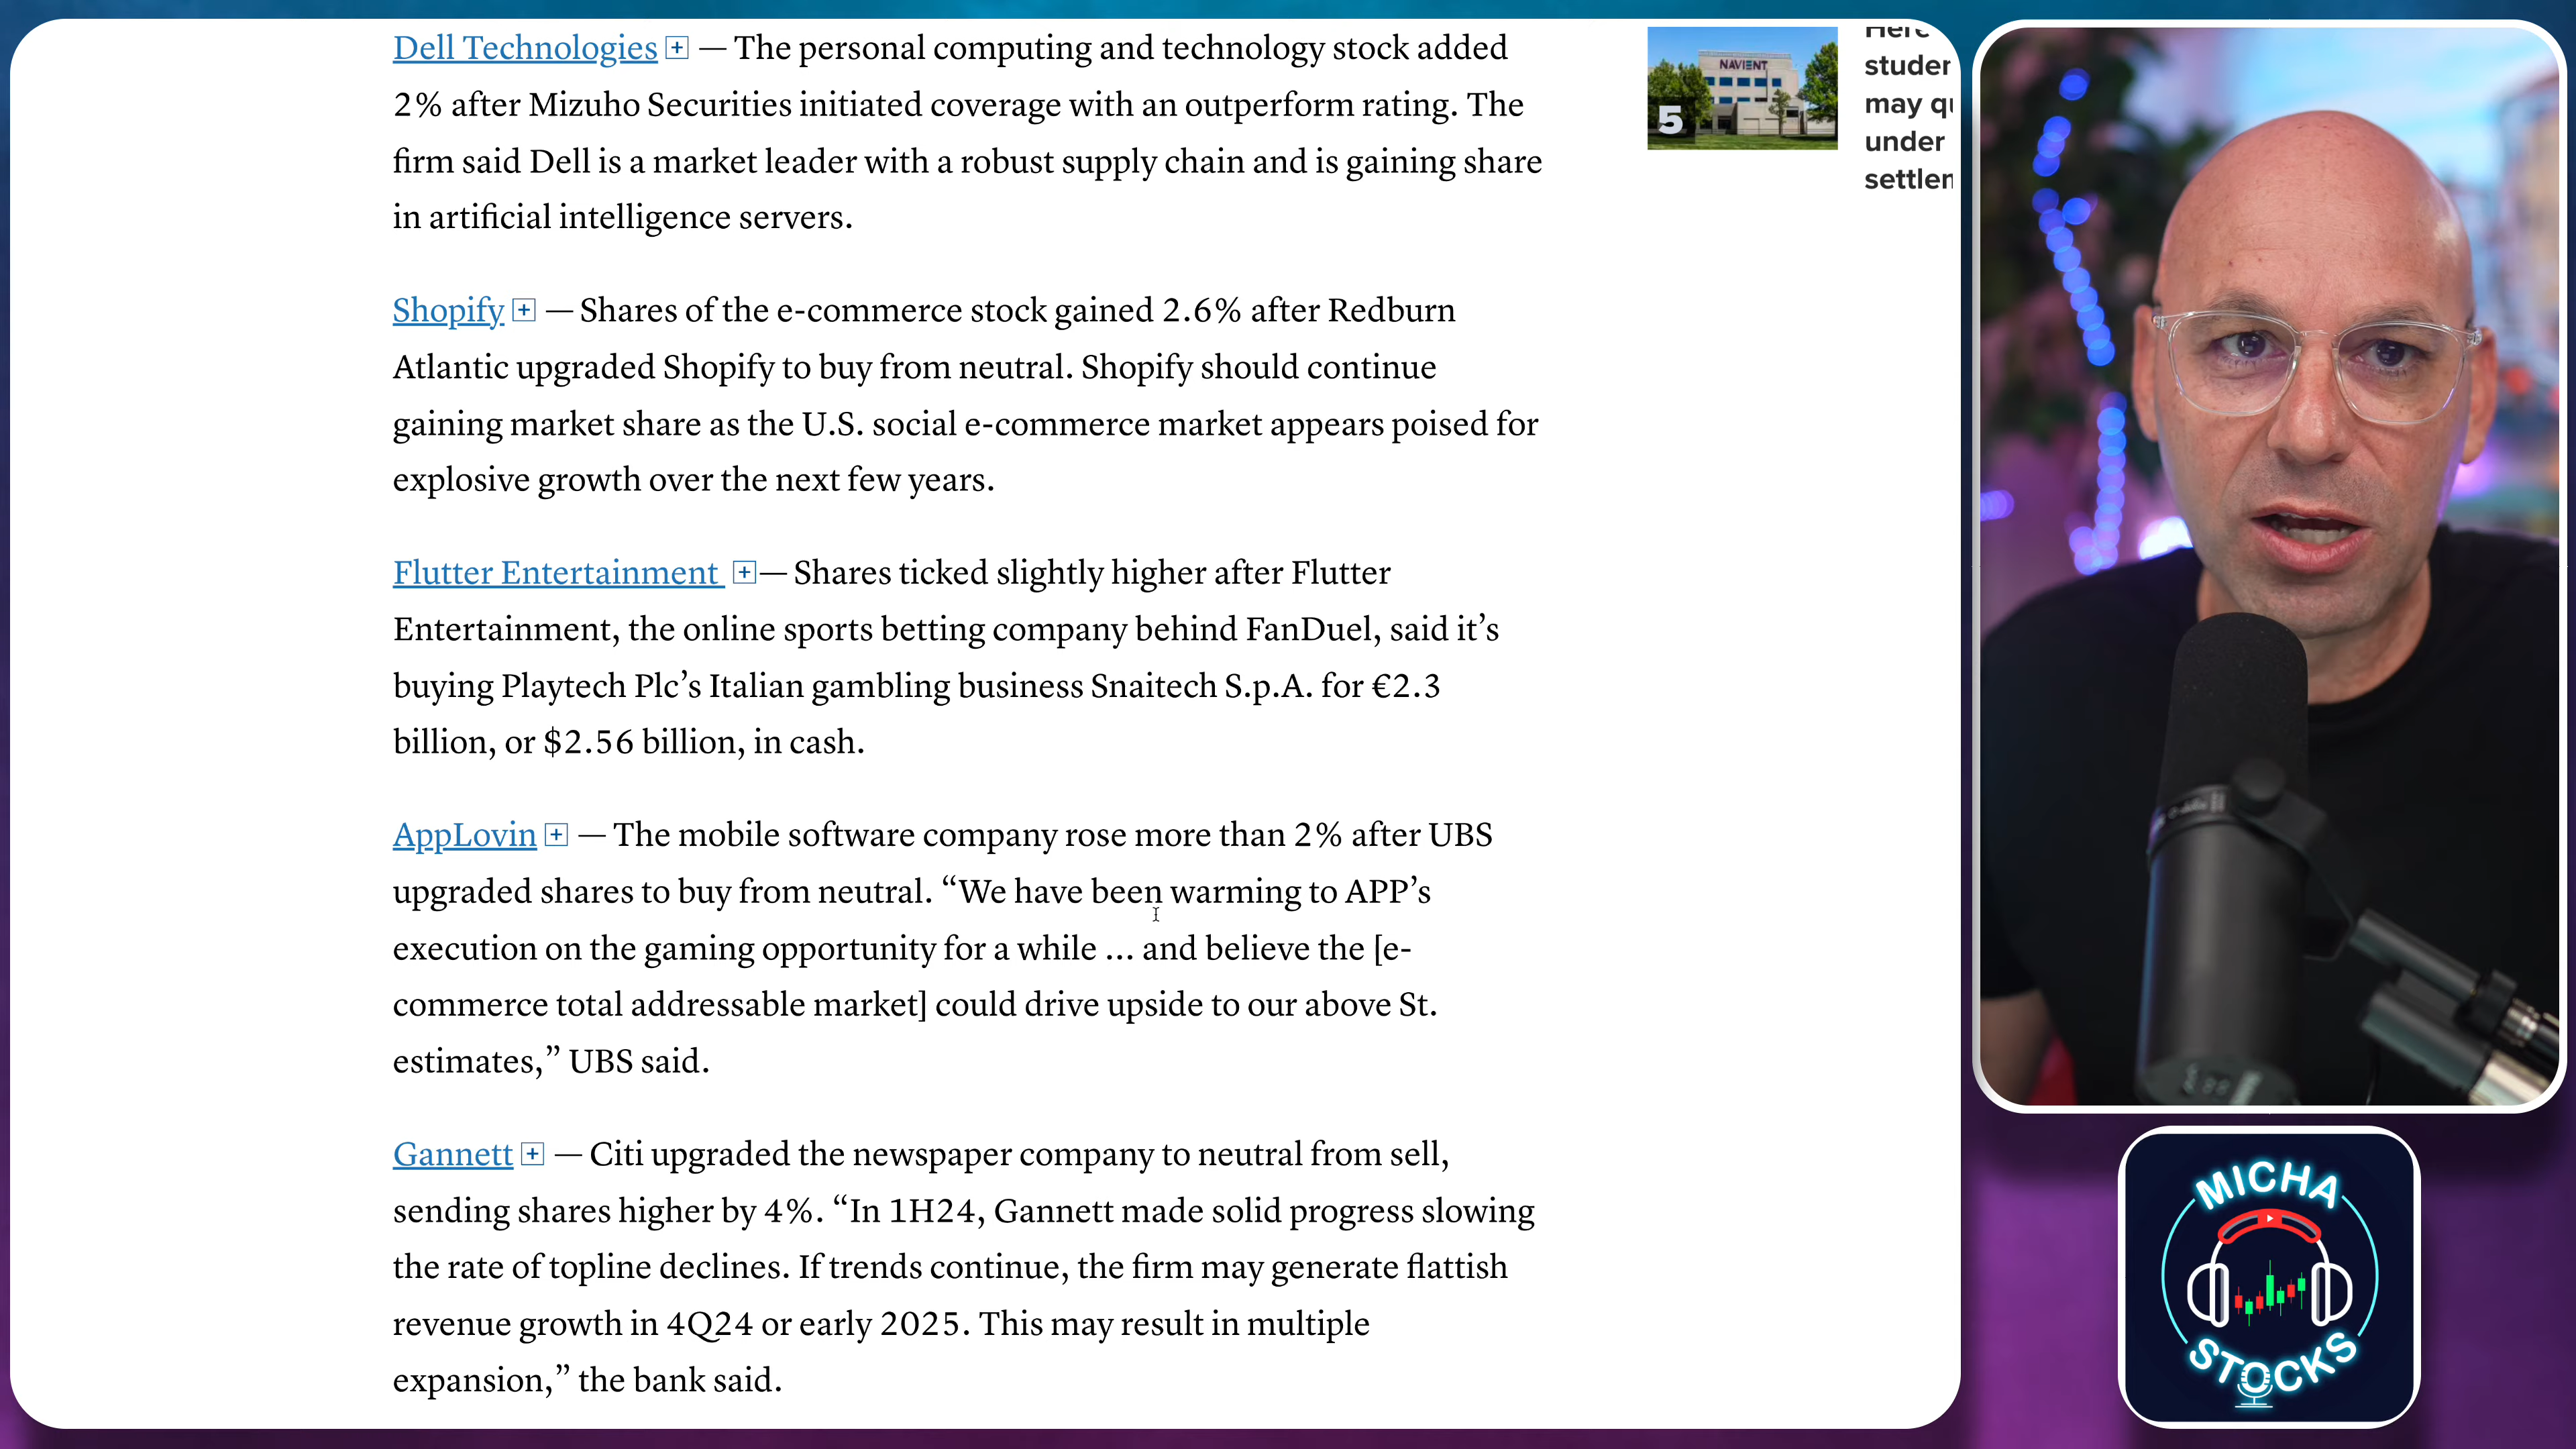 Dell Technologies — The personal computing and technology stock added
2% after Mizuho Securities initiated coverage with an outperform rating. The
firm said Dell is a market leader with a robust supply chain and is gaining share
in artificial intelligence servers.
Shopify — Shares of the e-commerce stock gained 2.6% after Redburn
Atlantic upgraded Shopify to buy from neutral. Shopify should continue
gaining market share as the U.S. social e-commerce market appears poised for
explosive growth over the next few years.
Flutter Entertainment — Shares ticked slightly higher after Flutter
Entertainment, the online sports betting company behind FanDuel, said it’s
buying Playtech Plc’s Italian gambling business Snaitech S.p.A. for €2.3
billion, or $2.56 billion, in cash.
AppLovin — The mobile software company rose more than 2% after UBS
upgraded shares to buy from neutral. “We have been warming to APP’s
execution on the gaming opportunity for a while ... and believe the [e-
commerce total addressable market] could drive upside to our above St.
estimates,” UBS said.
Gannett — Citi upgraded the newspaper company to neutral from sell,
sending shares higher by 4%. “In 1H24, Gannett made solid progress slowing
the rate of topline declines. If trends continue, the firm may generate flattish
revenue growth in 4Q24 or early 2025. This may result in multiple
expansion,” the bank said.
NAVIENT
5
may
under
MICHA
STOCKS